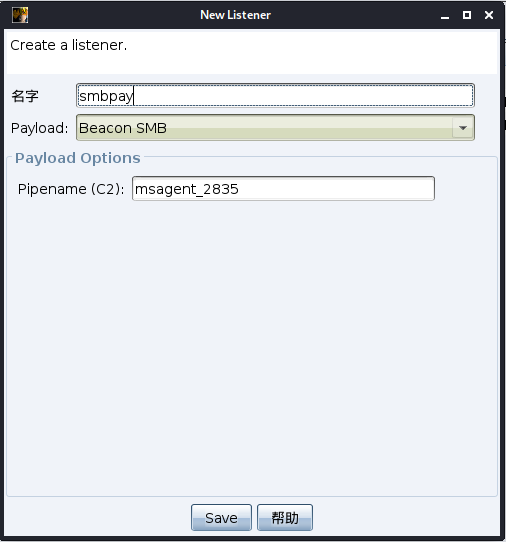 New Listener
Create a listener.
名字 smbpay
Payload: Beacon SMB
Payload Options
Pipename (C2): msagent_2835
Save 帮助